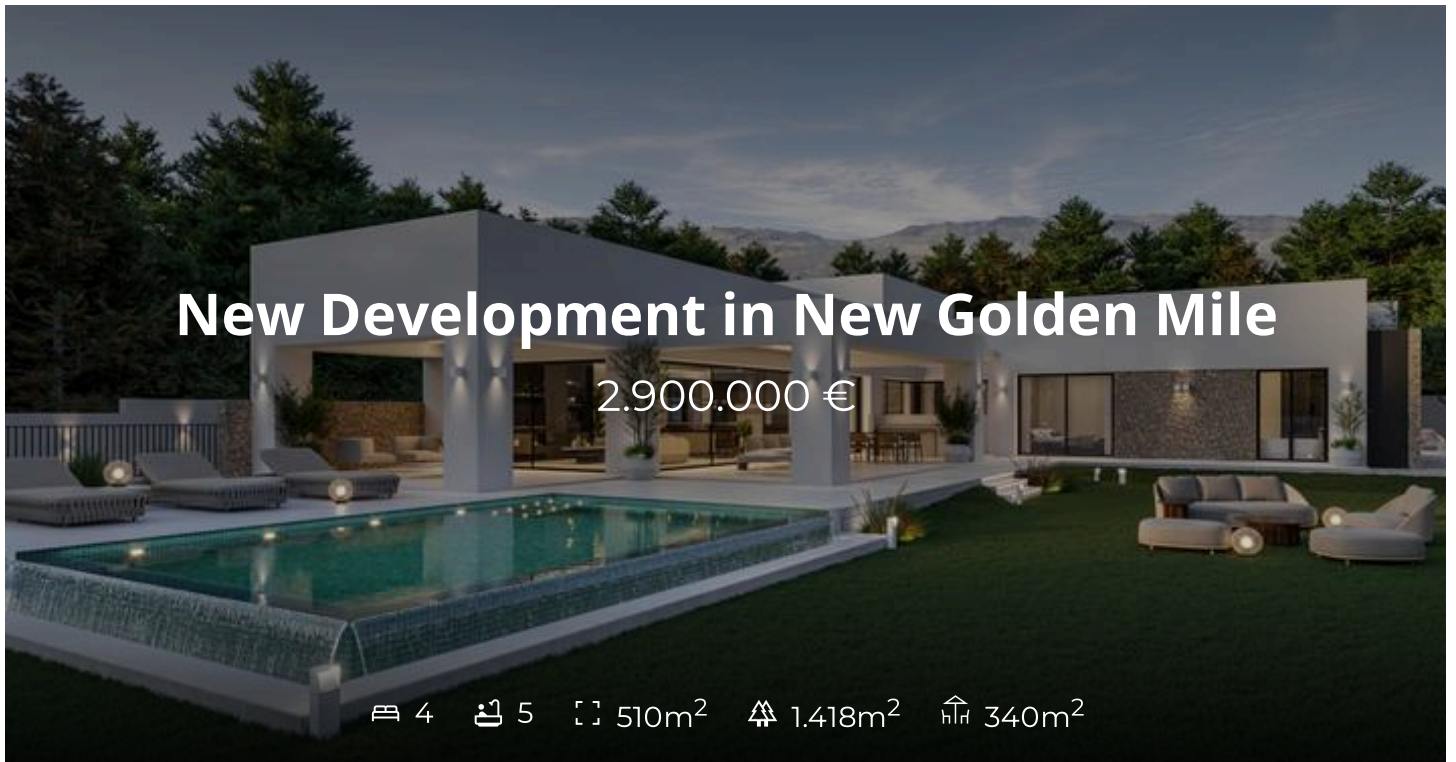 New Development in New Golden Mile
2.900.000 €
4 5 510m² 1.418m² 340m²